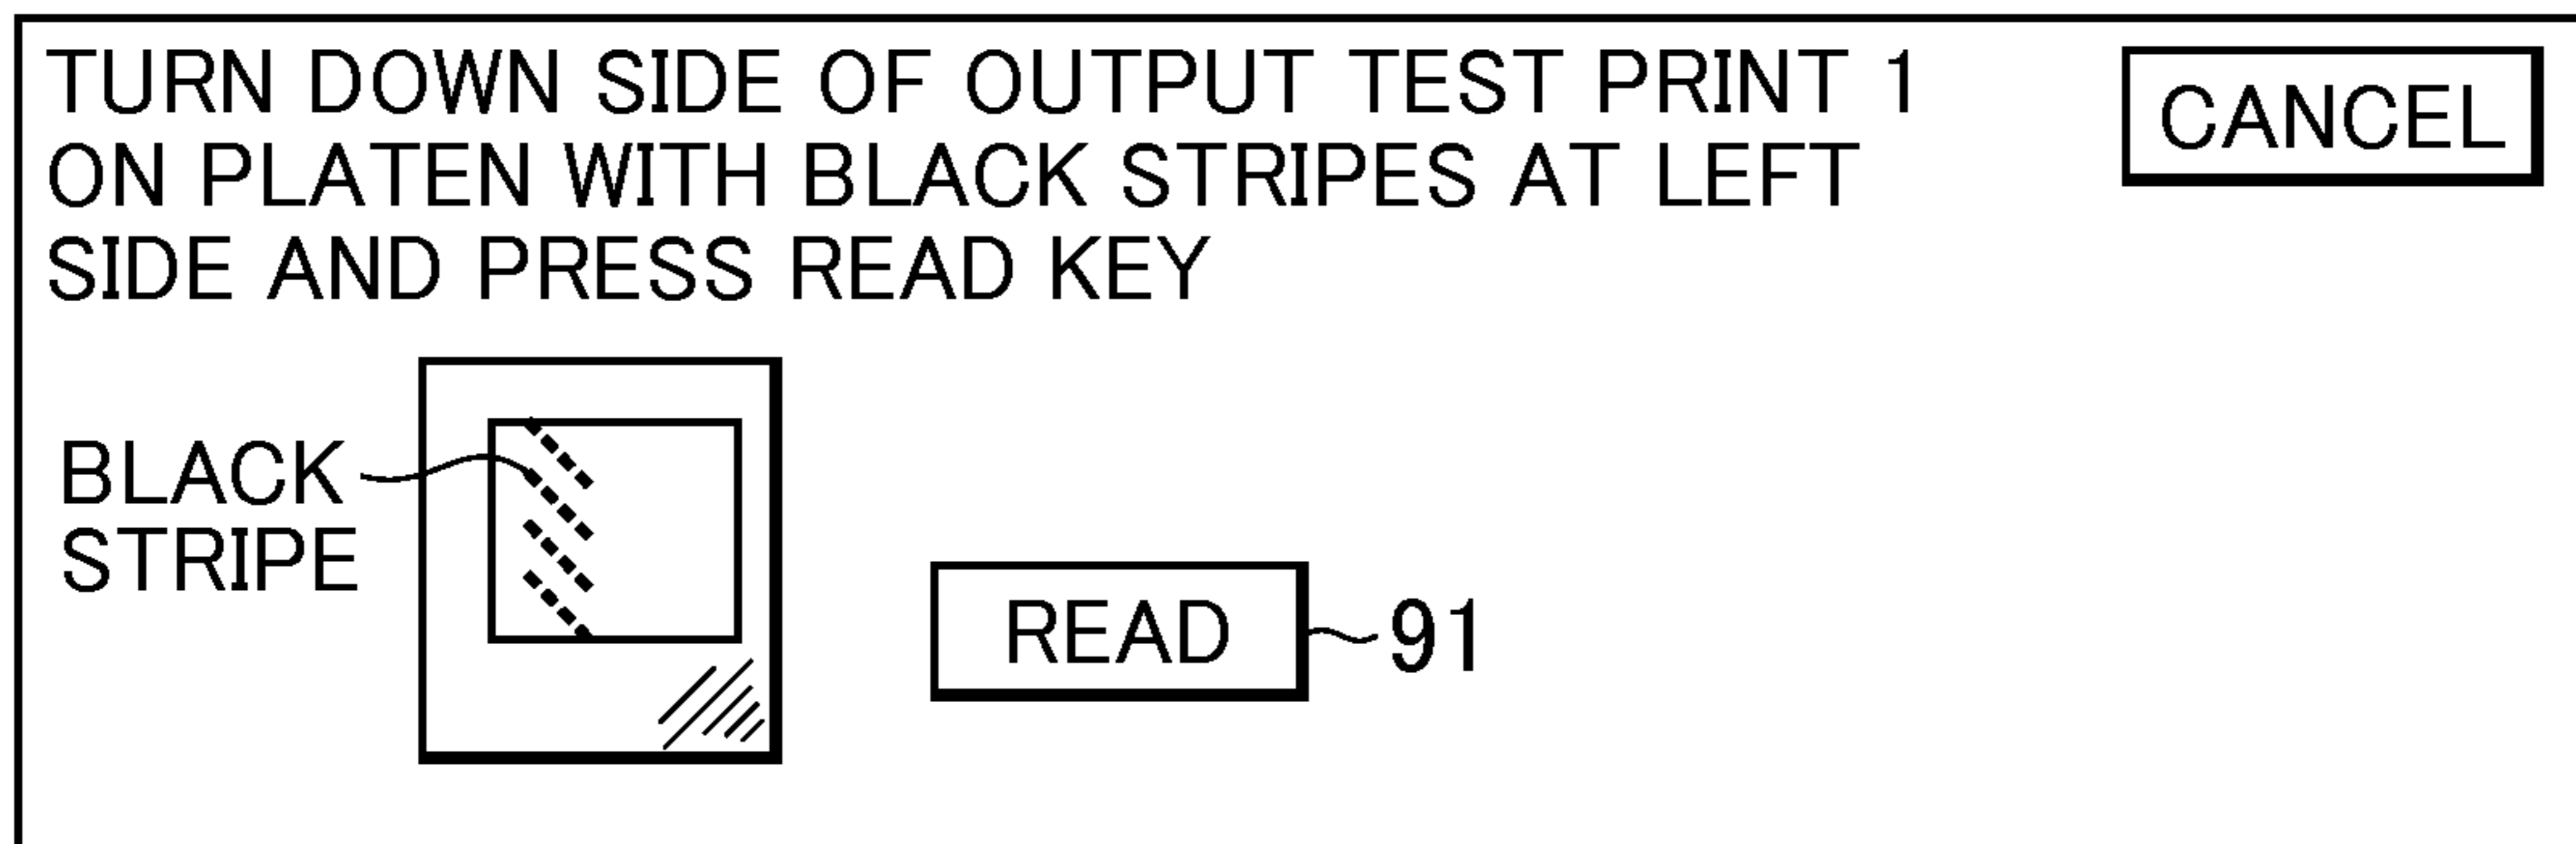 TURN DOWN SIDE OF OUTPUT TEST PRINT 1
ON PLATEN WITH BLACK STRIPES AT LEFT
SIDE AND PRESS READ KEY
CANCEL
BLACK
STRIPE
READ
91